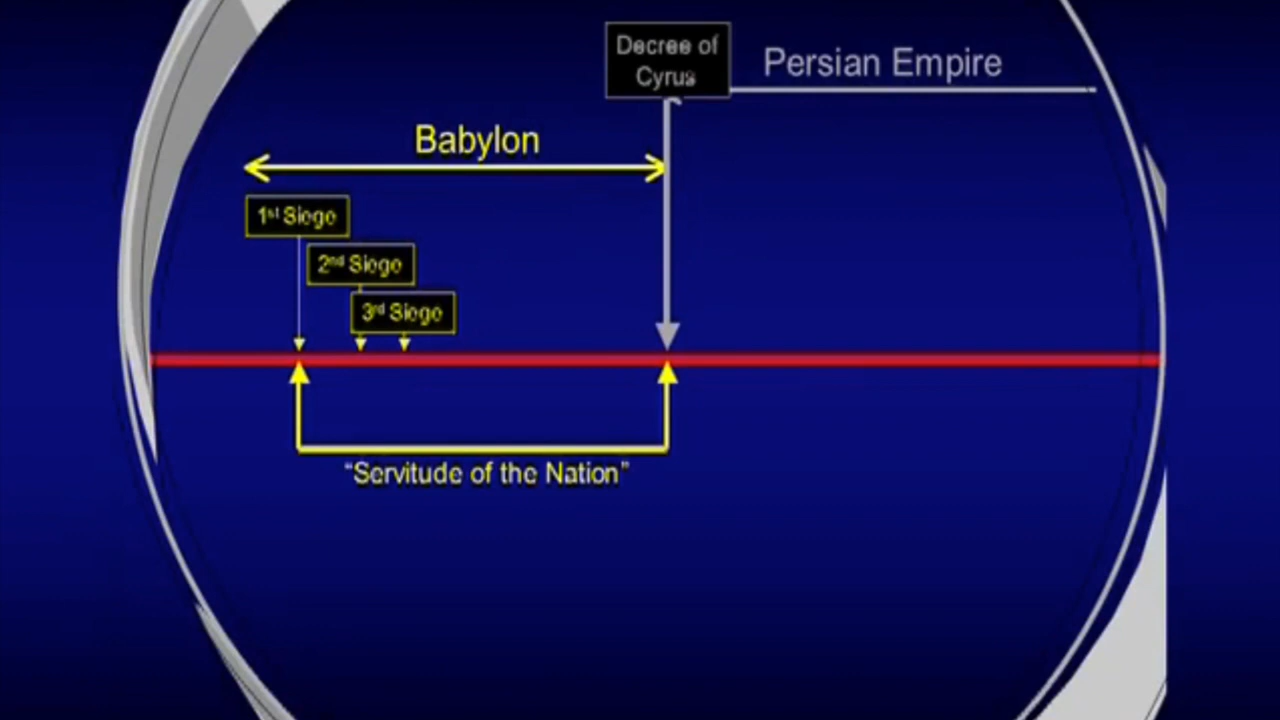 Decree of
Cyrus
Persian Empire
Babylon
1st Siege
2nd Siege
3rd Siege
“Servitude of the Nation”